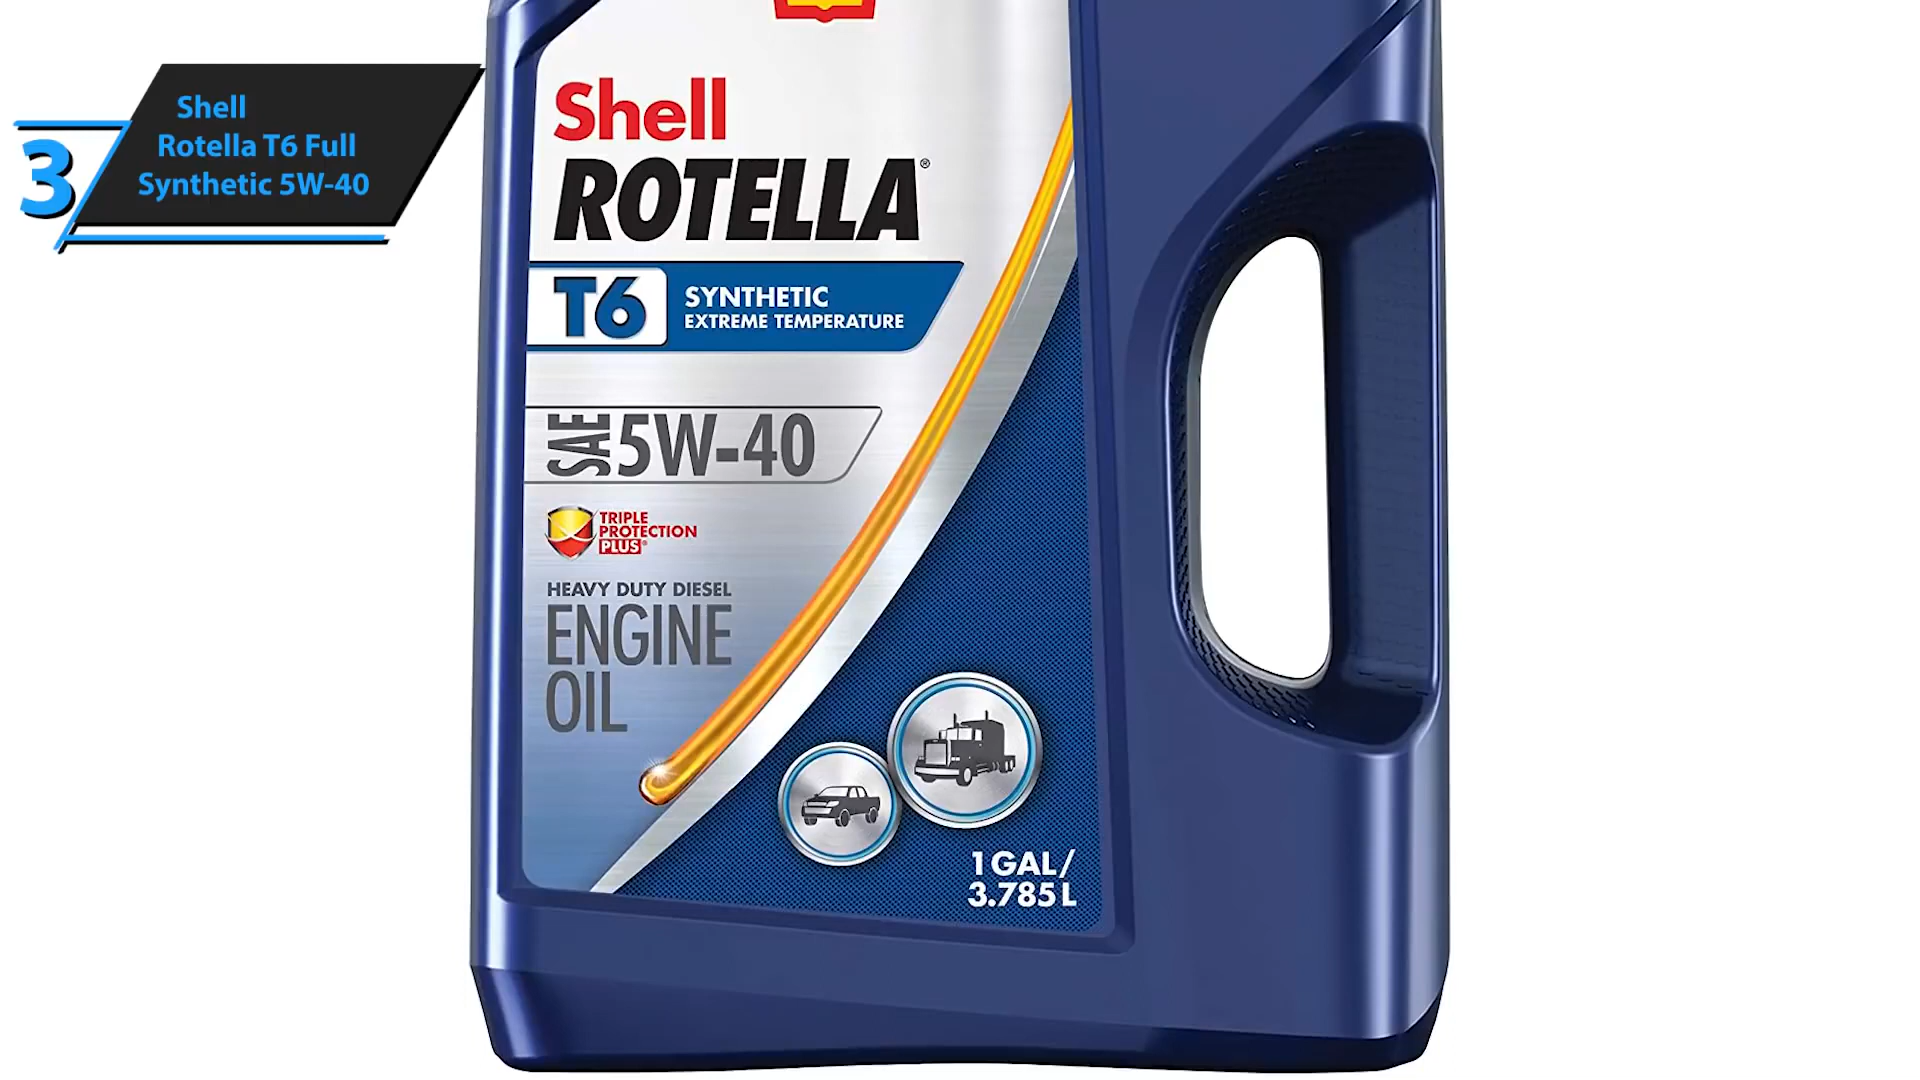 3
Shell
Rotella T6 Full
Synthetic 5W-40
Shell
ROTELLA®
T6
SYNTHETIC
EXTREME TEMPERATURE
SAE 5W-40
TRIPLE
PROTECTION
PLUS®
HEAVY DUTY DIESEL
ENGINE
OIL
1 GAL/
3.785 L